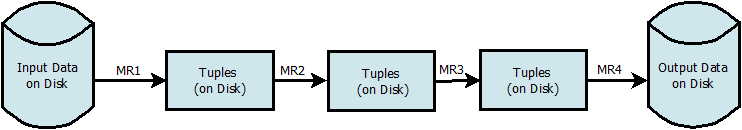 Input Data
on Disk
MR1
Tuples
(on Disk)
MR2
Tuples
(on Disk)
MR3
Tuples
(on Disk)
MR4
Output Data
on Disk